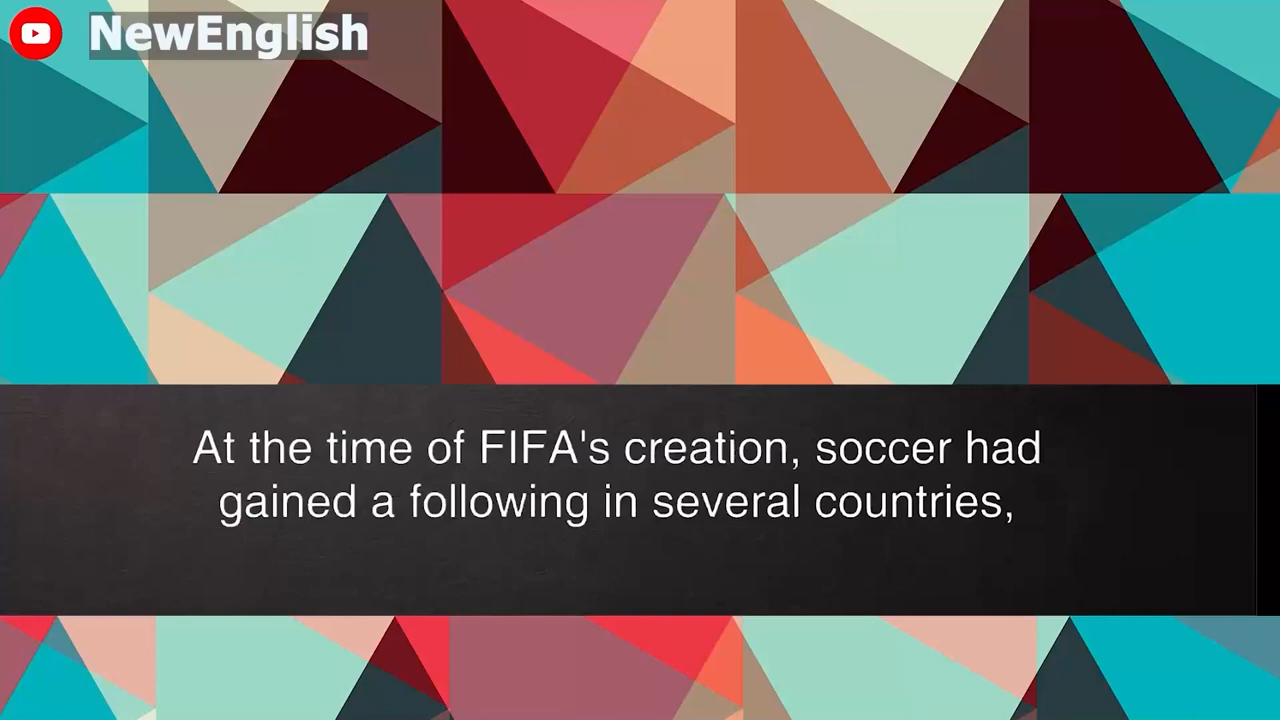 NewEnglish
At the time of FIFA's creation, soccer had
gained a following in several countries,